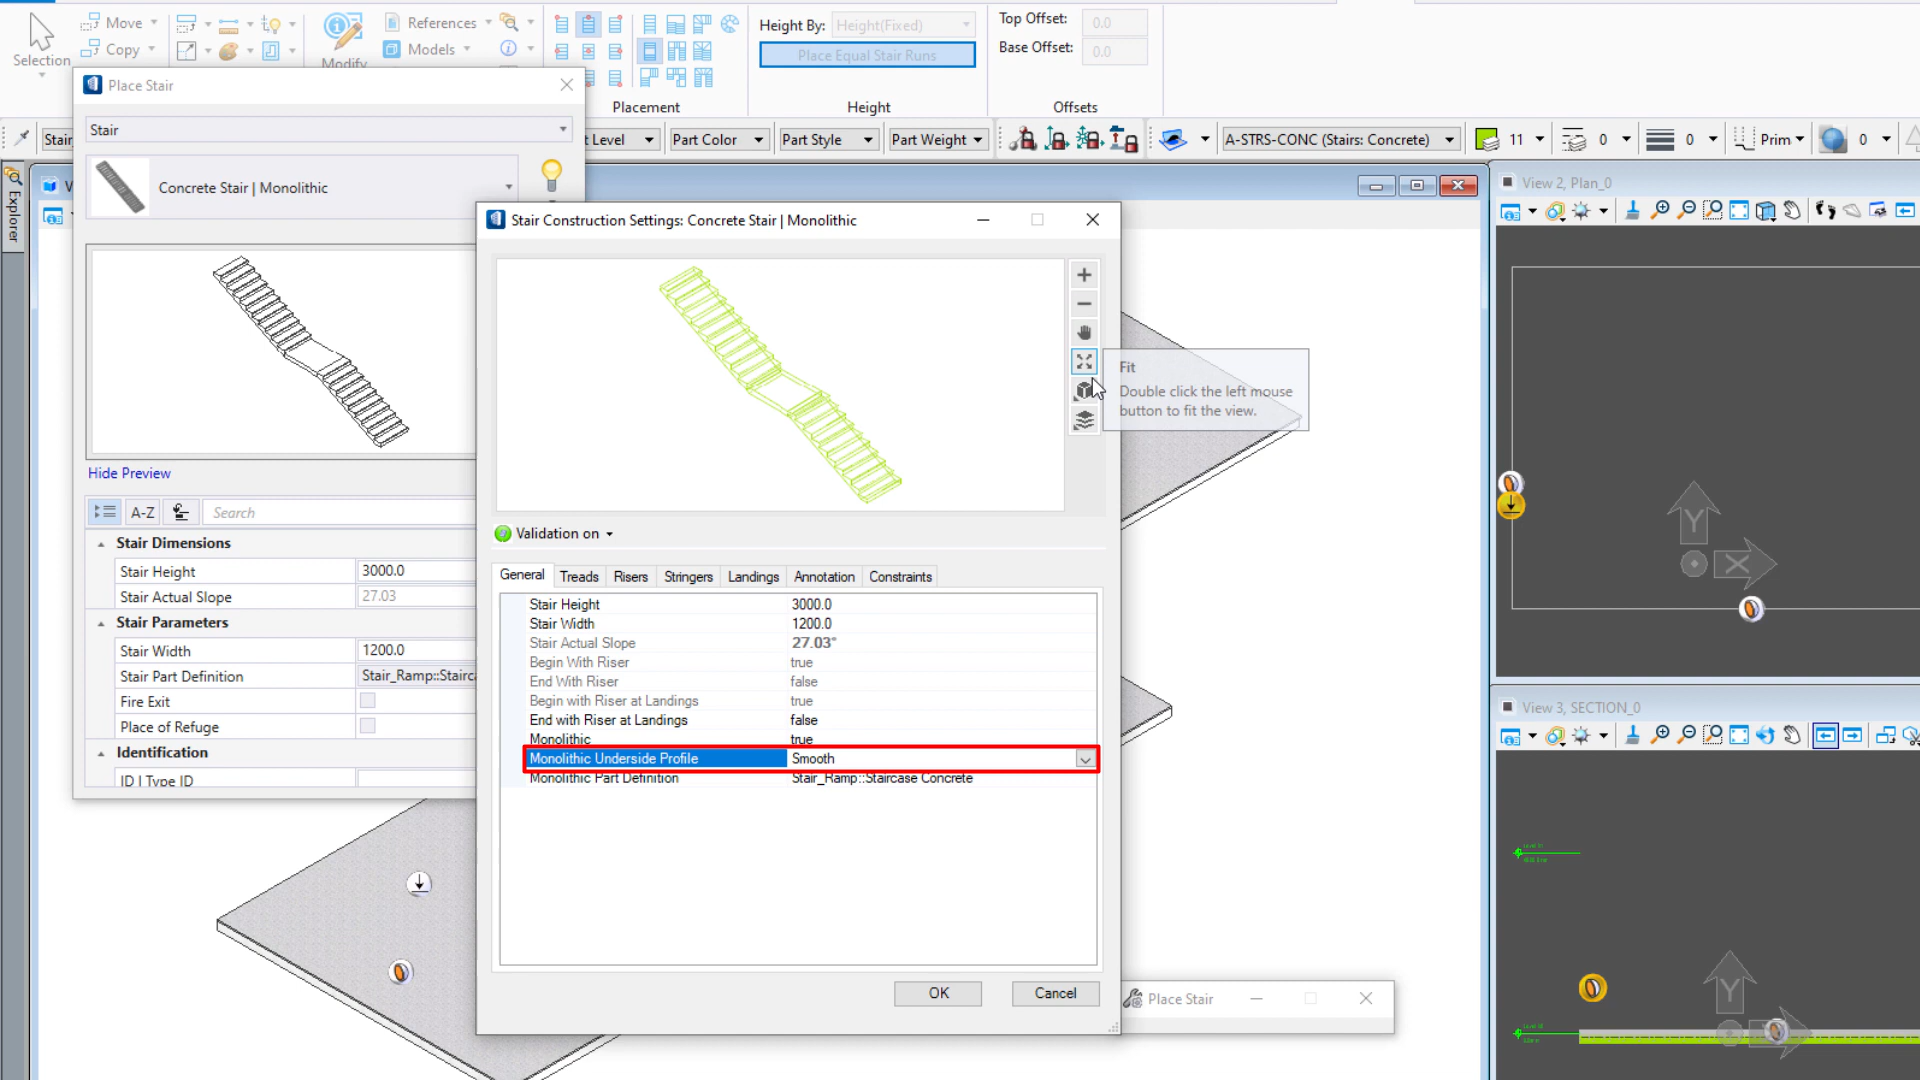 Move
References
Height By:
Height(Fixed)
Top Offset:
0.0
Selection
Copy
Models
Modify
Place Equal Stair Runs
Base Offset:
0.0
Placement
Height
Offsets
Place Stair
Stair
Stair
Level
Part Color
Part Style
Part Weight
A-STRS-CONC (Stairs: Concrete)
11
0
0
Prim
0
Explorer
Concrete Stair | Monolithic
View 2, Plan_0
Stair Construction Settings: Concrete Stair | Monolithic
Fit
Double click the left mouse
button to fit the view.
Hide Preview
A-Z
Search
Validation on
General
Treads
Risers
Stringers
Landings
Annotation
Constraints
Stair Dimensions
Stair Height
3000.0
Stair Actual Slope
27.03
Stair Parameters
Stair Width
1200.0
Stair Part Definition
Stair_Ramp::Stairca
Fire Exit
Place of Refuge
Identification
ID | Type ID
Stair Height
3000.0
Stair Width
1200.0
Stair Actual Slope
27.03°
Begin With Riser
true
End With Riser
false
Begin with Riser at Landings
true
End with Riser at Landings
false
Monolithic
true
Monolithic Underside Profile
Smooth
Monolithic Part Definition
Stair_Ramp::Staircase Concrete
OK
Cancel
Place Stair
Y
X
View 3, SECTION_0
Y